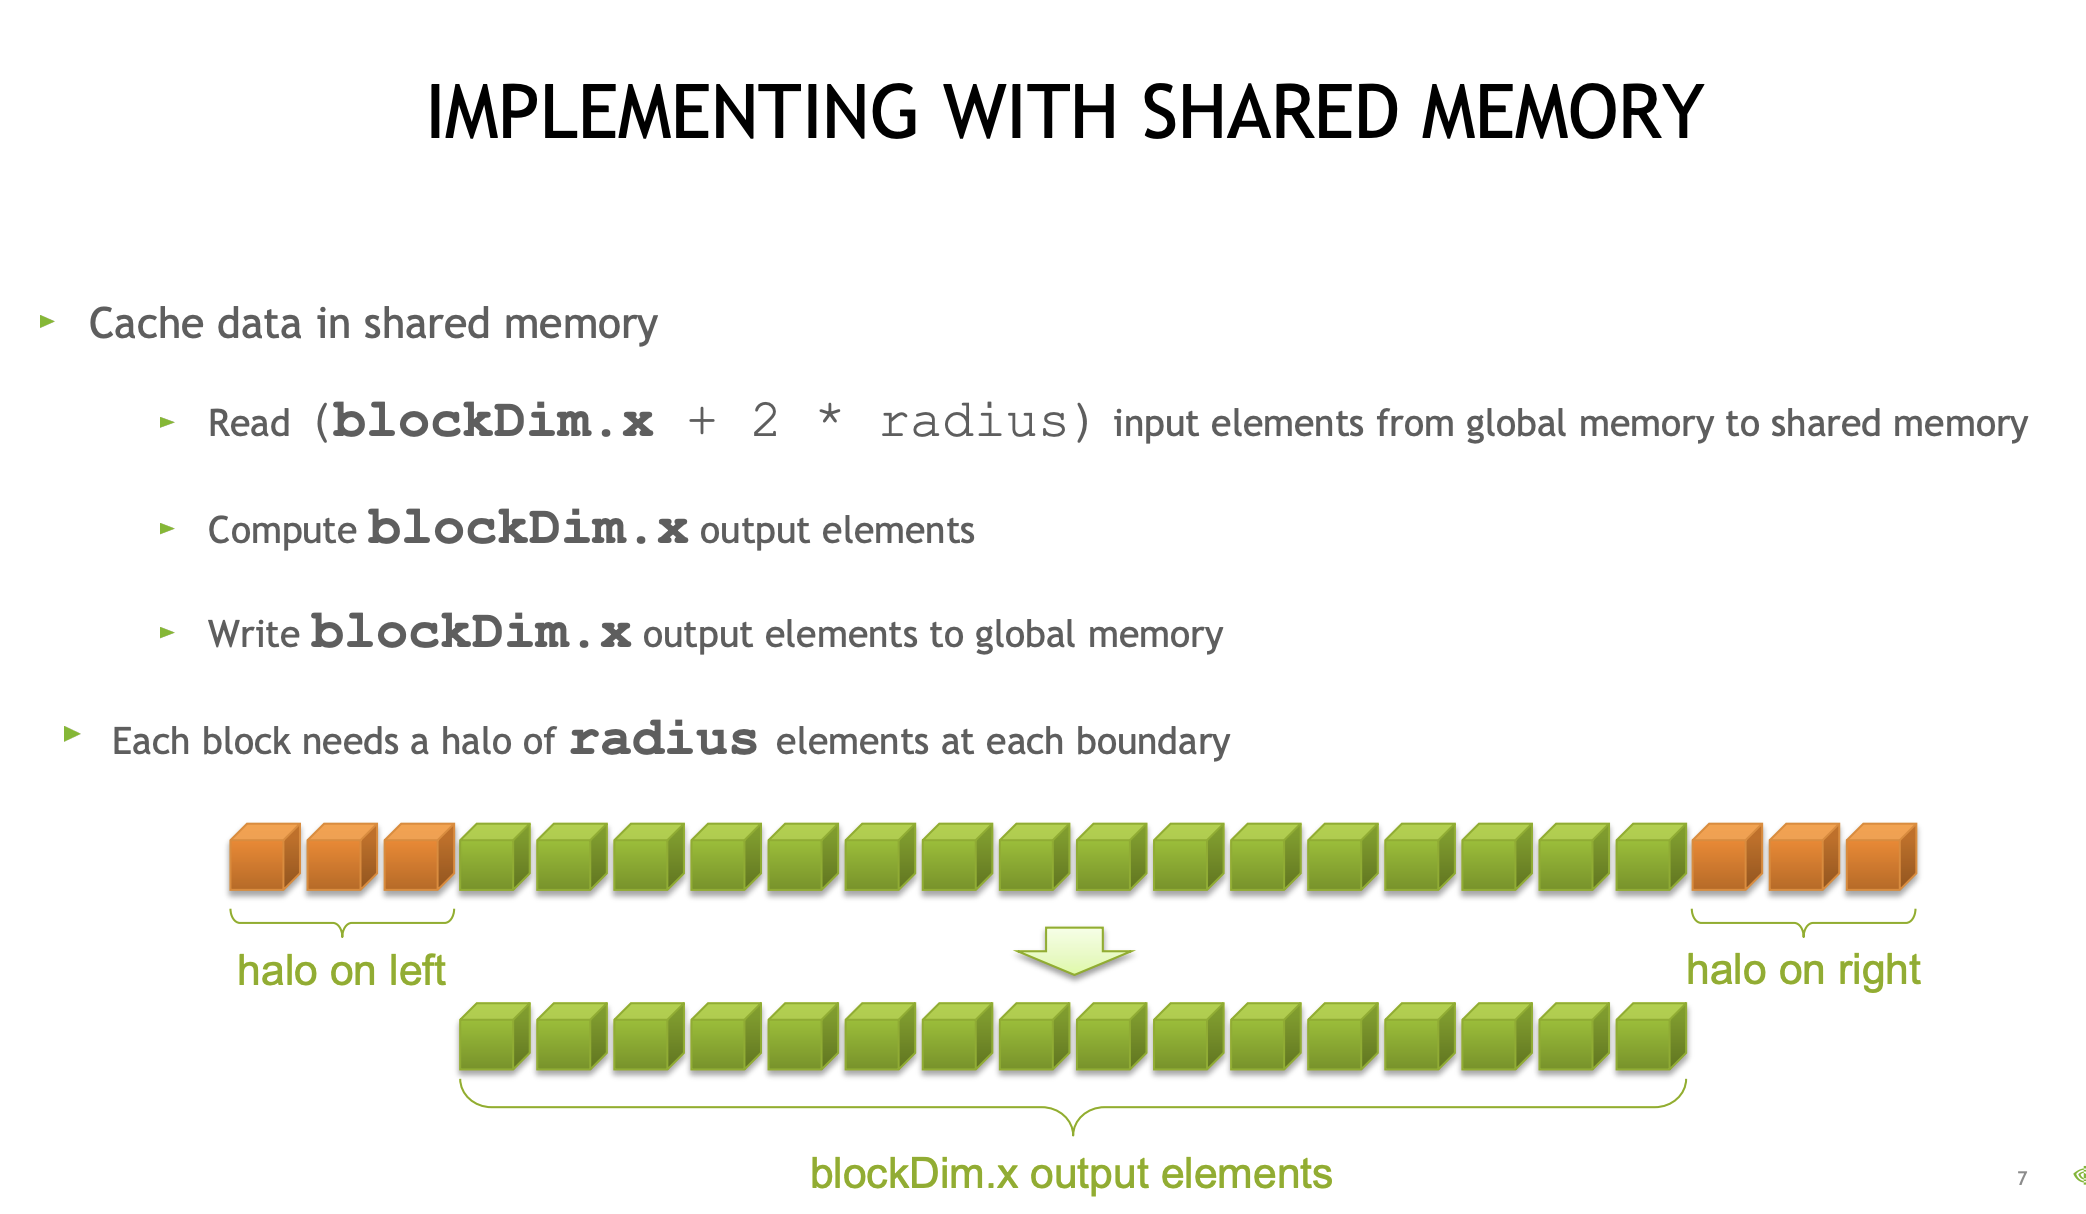 IMPLEMENTING WITH SHARED MEMORY
Cache data in shared memory
Read (blockDim.x + 2 * radius) input elements from global memory to shared memory
Compute blockDim.x output elements
Write blockDim.x output elements to global memory
Each block needs a halo of radius elements at each boundary
halo on left
halo on right
blockDim.x output elements
7